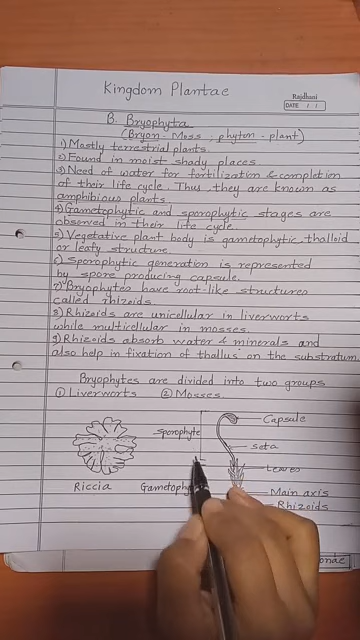 Kingdom Plantae
Rajdhani
DATE / /
B. Bryophyta
(Bryon - Moss, phyton - plant)
1) Mostly terrestrial plants.
2) Found in moist shady places.
3) Need of water for fertilization & completion
of their life cycle. Thus, they are known as
amphibious plants.
4) Gametophytic and sporophytic stages are
observed in their life cycle.
5) Vegetative plant body is gametophytic, thalloid
or leafy structure.
6) Sporophytic generation is represented
by spore producing capsule.
7) Bryophytes have root-like structures
called rhizoids
8) Rhizoids are unicellular in liverworts
while multicellular in mosses.
9) Rhizoids absorb water & minerals and
also help in fixation of thallus on the substratum.
Bryophytes are divided into two groups
① Liverworts ② Mosses.
Capsule
Sporophyte
Seta
Leaves
Riccia
Main axis
Rhizoids